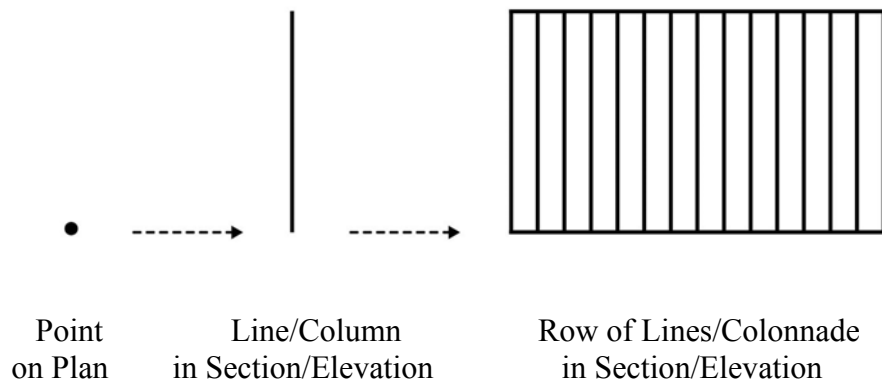 Point
on Plan
Line/Column
in Section/Elevation
Row of Lines/Colonnade
in Section/Elevation